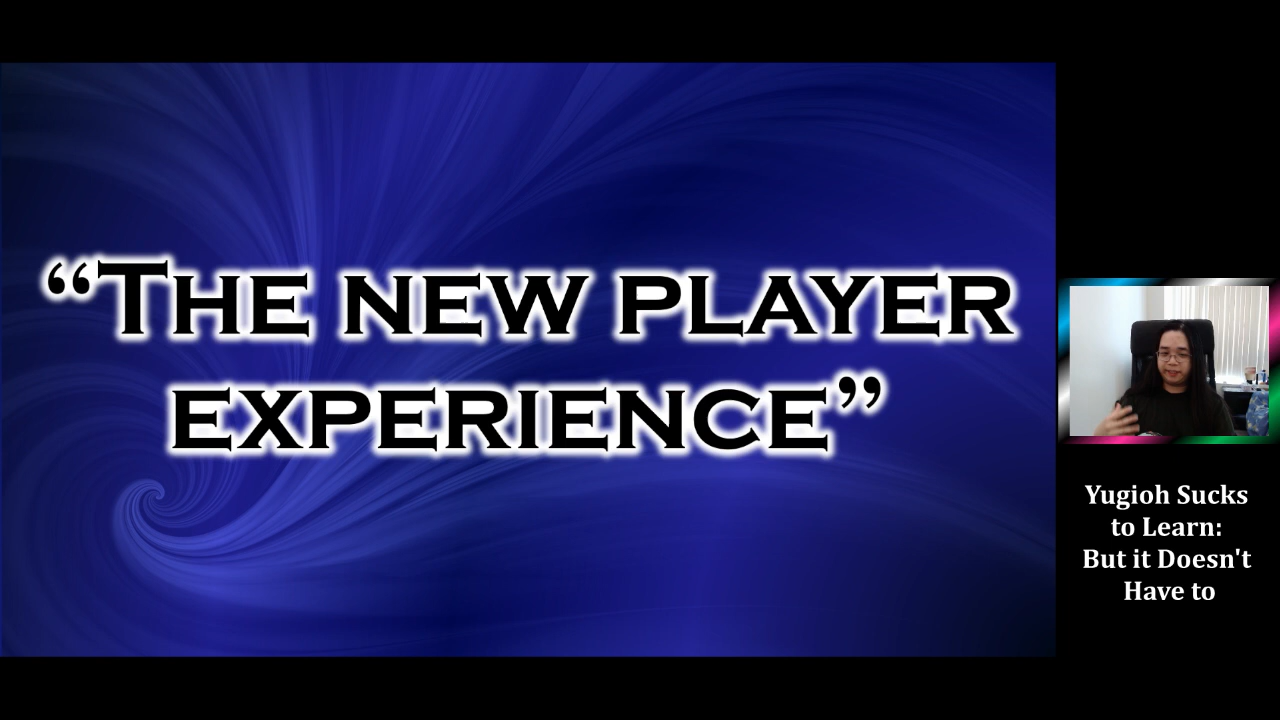 “The new player
experience”
Yugioh Sucks
to Learn:
But it Doesn't
Have to